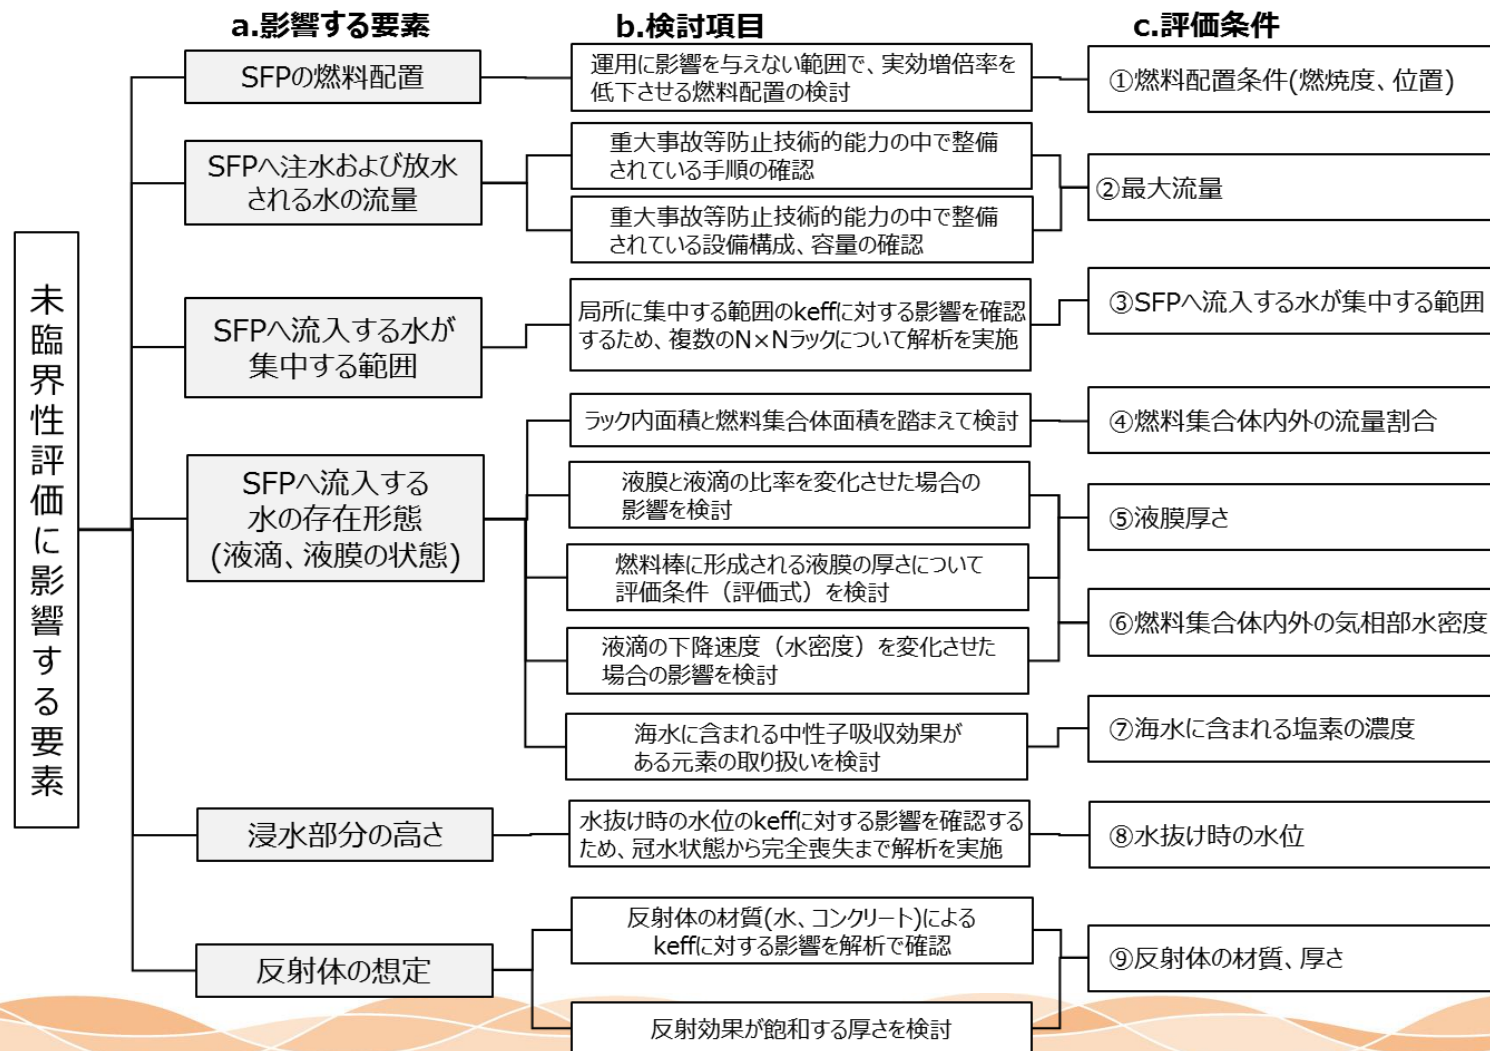 a.影響する要素
b.検討項目
c.評価条件
未臨界性評価に影響する要素
SFPの燃料配置
運用に影響を与えない範囲で、実効増倍率を
低下させる燃料配置の検討
①燃料配置条件(燃焼度、位置)
SFPへ注水および放水
される水の流量
重大事故等防止技術的能力の中で整備
されている手順の確認
重大事故等防止技術的能力の中で整備
されている設備構成、容量の確認
②最大流量
SFPへ流入する水が
集中する範囲
局所に集中する範囲のkeffに対する影響を確認
するため、複数のN×Nラックについて解析を実施
③SFPへ流入する水が集中する範囲
SFPへ流入する
水の存在形態
(液滴、液膜の状態)
ラック内面積と燃料集合体面積を踏まえて検討
④燃料集合体内外の流量割合
液膜と液滴の比率を変化させた場合の
影響を検討
燃料棒に形成される液膜の厚さについて
評価条件（評価式）を検討
液滴の下降速度（水密度）を変化させた
場合の影響を検討
⑤液膜厚さ
⑥燃料集合体内外の気相部水密度
海水に含まれる中性子吸収効果が
ある元素の取り扱いを検討
⑦海水に含まれる塩素の濃度
浸水部分の高さ
水抜け時の水位のkeffに対する影響を確認する
ため、冠水状態から完全喪失まで解析を実施
⑧水抜け時の水位
反射体の想定
反射体の材質(水、コンクリート)による
keffに対する影響を解析で確認
反射効果が飽和する厚さを検討
⑨反射体の材質、厚さ